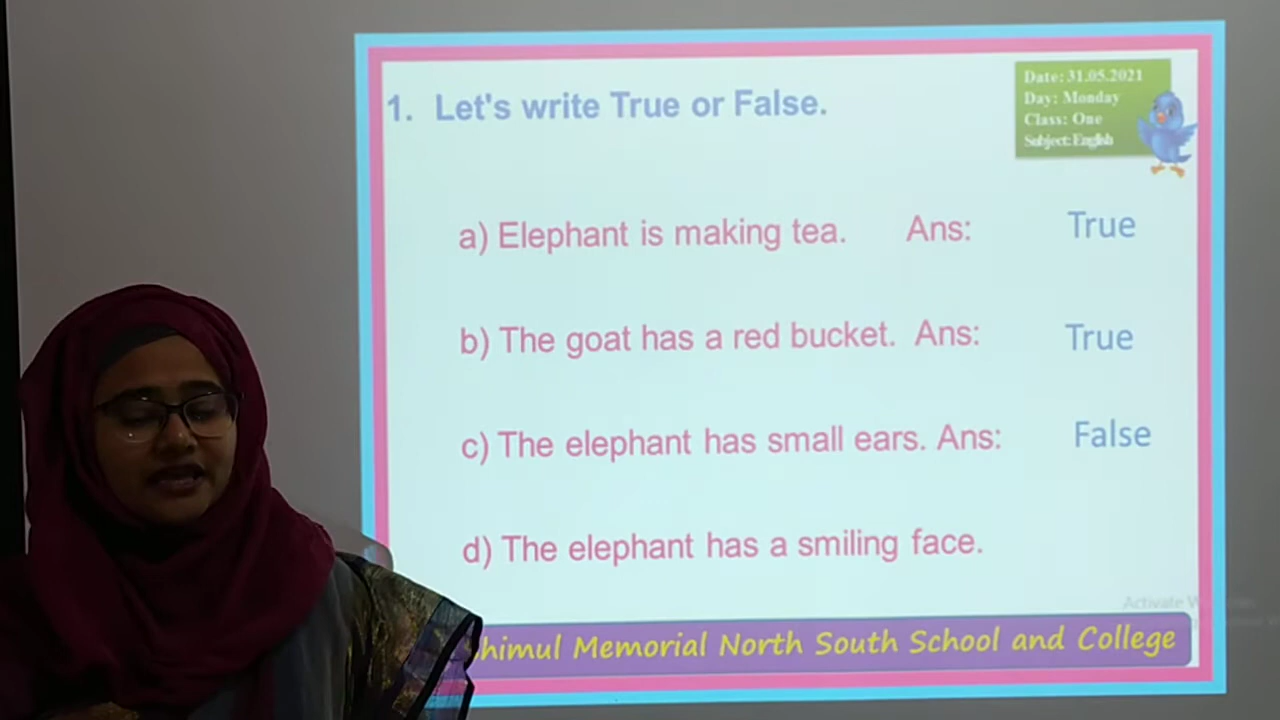 1. Let's write True or False.
Date: 31.05.2021
Day: Monday
Class: One
Subject: English
a) Elephant is making tea. Ans: True
b) The goat has a red bucket. Ans: True
c) The elephant has small ears. Ans: False
d) The elephant has a smiling face.
Activate
Memorial North South School and College